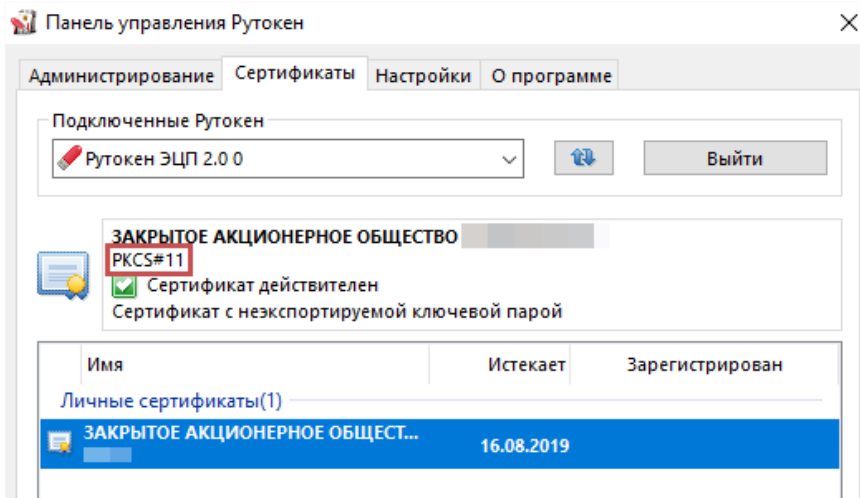 Панель управления Рутокен
Администрирование Сертификаты Настройки О программе
Подключенные Рутокен
Рутокен ЭЦП 2.0 0 Выйти
ЗАКРЫТОЕ АКЦИОНЕРНОЕ ОБЩЕСТВО
PKCS#11
Сертификат действителен
Сертификат с неэкспортируемой ключевой парой
Имя Истекает Зарегистрирован
Личные сертификаты(1)
ЗАКРЫТОЕ АКЦИОНЕРНОЕ ОБЩЕСТ...
16.08.2019